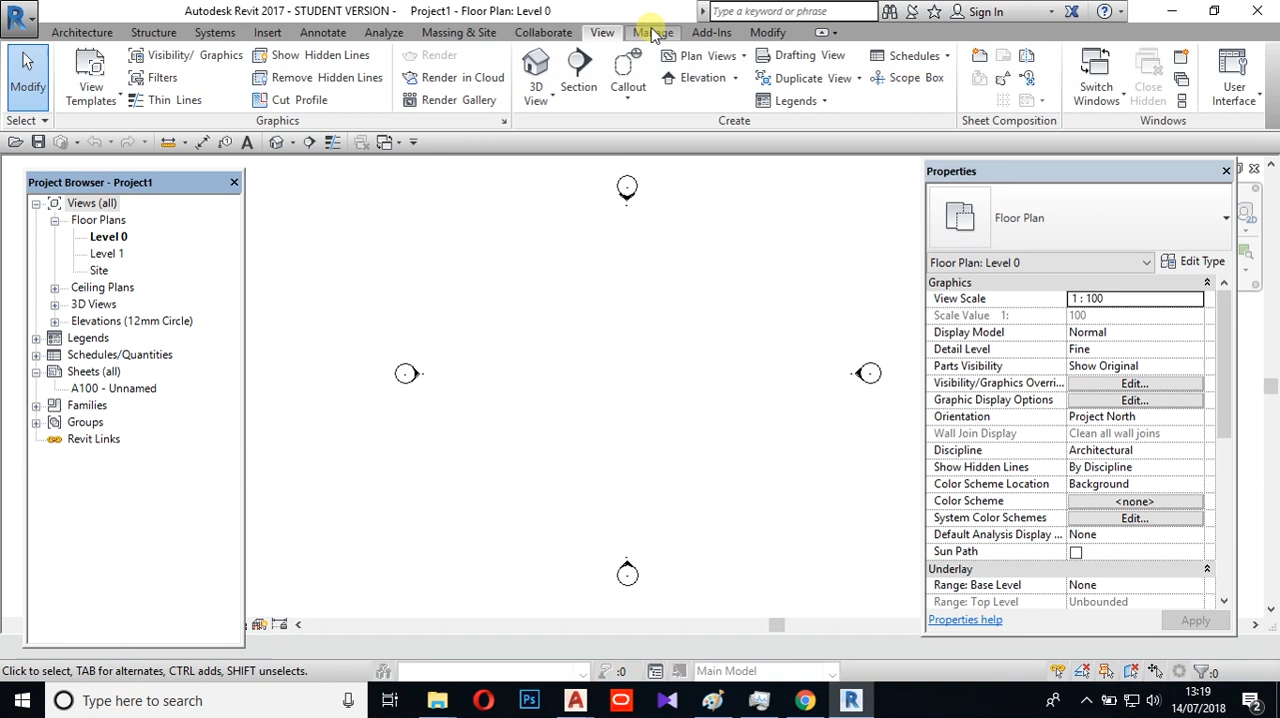 Autodesk Revit 2017 - STUDENT VERSION - Project1 - Floor Plan: Level 0
Type a keyword or phrase
Sign In
Architecture Structure Systems Insert Annotate Analyze Massing & Site Collaborate View Manage Add-Ins Modify
Modify
Select
View Templates
Visibility/ Graphics
Filters
Thin Lines
Show Hidden Lines
Remove Hidden Lines
Cut Profile
Render
Render in Cloud
Render Gallery
Graphics
3D View
Section
Callout
Plan Views
Elevation
Drafting View
Duplicate View
Legends
Schedules
Scope Box
Create
Sheet Composition
Switch Windows
Close Hidden
User Interface
Windows
A
Project Browser - Project1
Views (all)
Floor Plans
Level 0
Level 1
Site
Ceiling Plans
3D Views
Elevations (12mm Circle)
Legends
Schedules/Quantities
Sheets (all)
A100 - Unnamed
Families
Groups
Revit Links
Properties
Floor Plan
Floor Plan: Level 0
Edit Type
Graphics
View Scale 1 : 100
Scale Value 1: 100
Display Model Normal
Detail Level Fine
Parts Visibility Show Original
Visibility/Graphics Overri... Edit...
Graphic Display Options Edit...
Orientation Project North
Wall Join Display Clean all wall joins
Discipline Architectural
Show Hidden Lines By Discipline
Color Scheme Location Background
Color Scheme <none>
System Color Schemes Edit...
Default Analysis Display ... None
Sun Path
Underlay
Range: Base Level None
Range: Top Level Unbounded
Properties help
Apply
2D
Click to select, TAB for alternates, CTRL adds, SHIFT unselects.
:0
Main Model
:0
Type here to search
Ps
A
R
13:19
14/07/2018
2